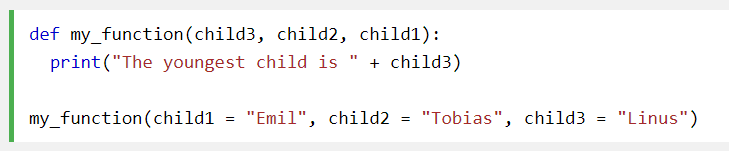 def my_function(child3, child2, child1):
  print("The youngest child is " + child3)
my_function(child1 = "Emil", child2 = "Tobias", child3 = "Linus")